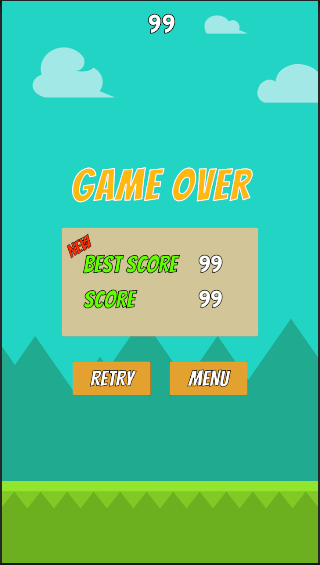 99
GAME OVER
NEW
BEST SCORE 99
SCORE 99
RETRY MENU